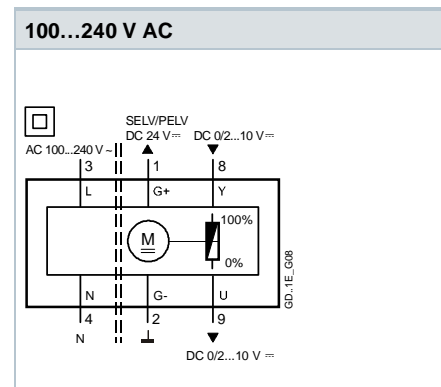 100...240 V AC
SELV/PELV
DC 24 V⎓ DC 0/2...10 V⎓
AC 100...240 V ~
3 1 8
L G+ Y
100%
M
0%
N G- U
4 2 9
N
DC 0/2...10 V ⎓
GD..1E_G08